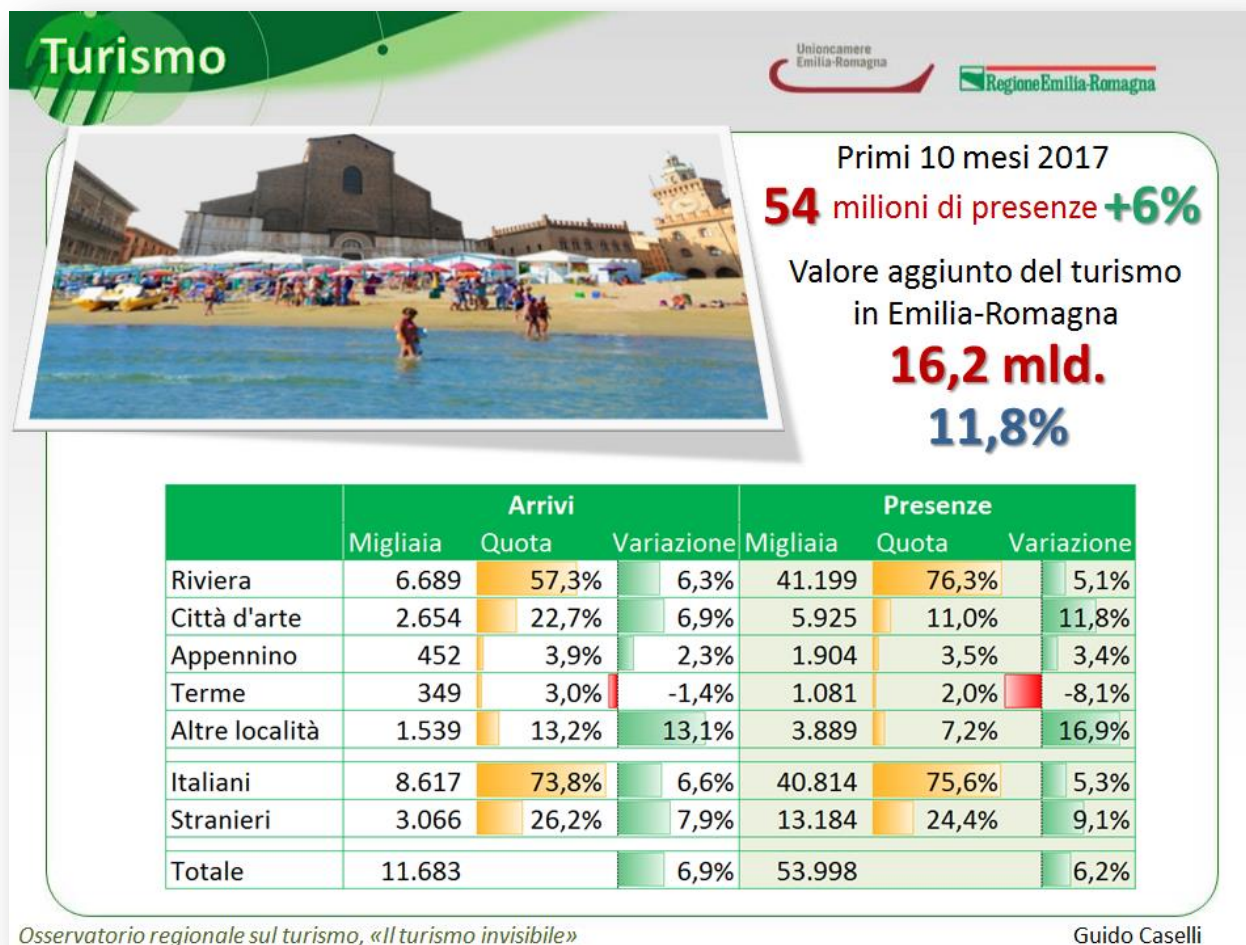 Turismo
Unioncamere
Emilia-Romagna
RegioneEmilia-Romagna
Primi 10 mesi 2017
54 milioni di presenze +6%
Valore aggiunto del turismo
in Emilia-Romagna
16,2 mld.
11,8%
Arrivi Presenze
Migliaia Quota Variazione Migliaia Quota Variazione
Riviera 6.689 57,3% 6,3% 41.199 76,3% 5,1%
Città d'arte 2.654 22,7% 6,9% 5.925 11,0% 11,8%
Appennino 452 3,9% 2,3% 1.904 3,5% 3,4%
Terme 349 3,0% -1,4% 1.081 2,0% -8,1%
Altre località 1.539 13,2% 13,1% 3.889 7,2% 16,9%
Italiani 8.617 73,8% 6,6% 40.814 75,6% 5,3%
Stranieri 3.066 26,2% 7,9% 13.184 24,4% 9,1%
Totale 11.683 6,9% 53.998 6,2%
Osservatorio regionale sul turismo, «Il turismo invisibile» Guido Caselli